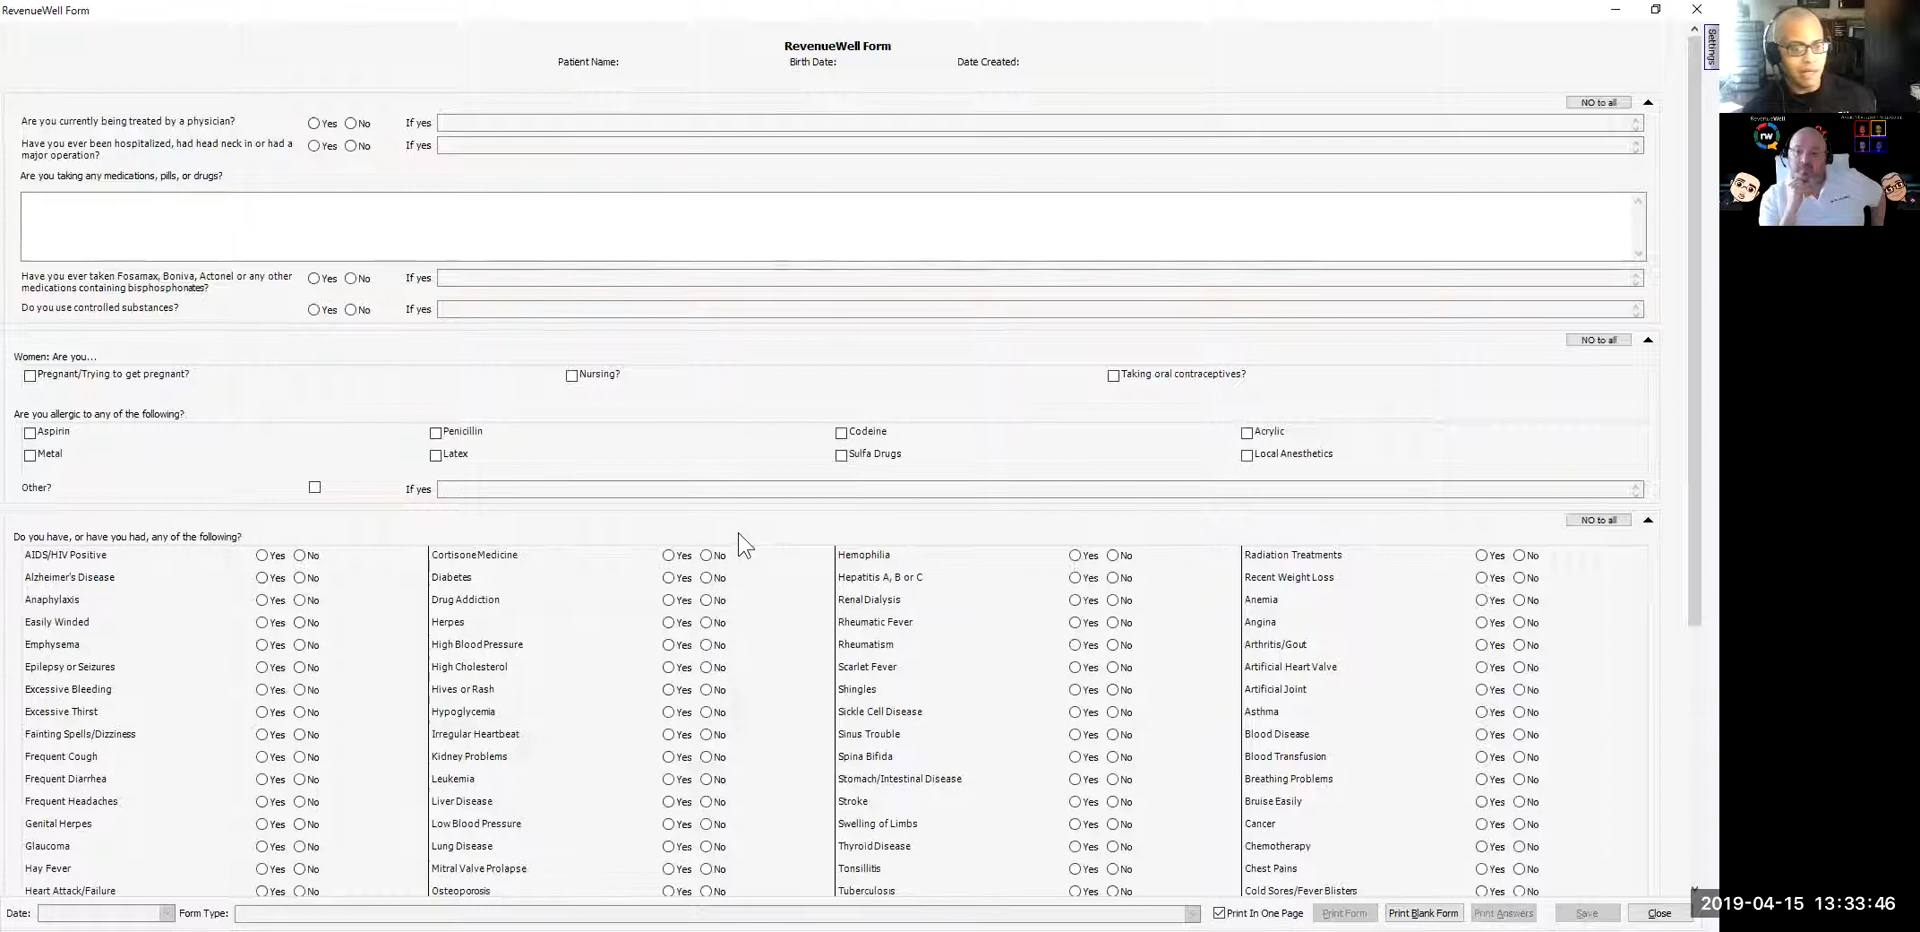 RevenueWell Form
RevenueWell Form
Patient Name: Birth Date: Date Created:
Settings
NO to all
Are you currently being treated by a physician? Yes No If yes
Have you ever been hospitalized, had head neck in or had a
major operation? Yes No If yes
Are you taking any medications, pills, or drugs?
Have you ever taken Fosamax, Boniva, Actonel or any other
medications containing bisphosphonates? Yes No If yes
Do you use controlled substances? Yes No If yes
NO to all
Women: Are you...
Pregnant/Trying to get pregnant? Nursing? Taking oral contraceptives?
Are you allergic to any of the following?
Aspirin Penicillin Codeine Acrylic
Metal Latex Sulfa Drugs Local Anesthetics
Other? If yes
NO to all
Do you have, or have you had, any of the following?
AIDS/HIV Positive Yes No Cortisone Medicine Yes No Hemophilia Yes No Radiation Treatments Yes No
Alzheimer's Disease Yes No Diabetes Yes No Hepatitis A, B or C Yes No Recent Weight Loss Yes No
Anaphylaxis Yes No Drug Addiction Yes No Renal Dialysis Yes No Anemia Yes No
Easily Winded Yes No Herpes Yes No Rheumatic Fever Yes No Angina Yes No
Emphysema Yes No High Blood Pressure Yes No Rheumatism Yes No Arthritis/Gout Yes No
Epilepsy or Seizures Yes No High Cholesterol Yes No Scarlet Fever Yes No Artificial Heart Valve Yes No
Excessive Bleeding Yes No Hives or Rash Yes No Shingles Yes No Artificial Joint Yes No
Excessive Thirst Yes No Hypoglycemia Yes No Sickle Cell Disease Yes No Asthma Yes No
Fainting Spells/Dizziness Yes No Irregular Heartbeat Yes No Sinus Trouble Yes No Blood Disease Yes No
Frequent Cough Yes No Kidney Problems Yes No Spina Bifida Yes No Blood Transfusion Yes No
Frequent Diarrhea Yes No Leukemia Yes No Stomach/Intestinal Disease Yes No Breathing Problems Yes No
Frequent Headaches Yes No Liver Disease Yes No Stroke Yes No Bruise Easily Yes No
Genital Herpes Yes No Low Blood Pressure Yes No Swelling of Limbs Yes No Cancer Yes No
Glaucoma Yes No Lung Disease Yes No Thyroid Disease Yes No Chemotherapy Yes No
Hay Fever Yes No Mitral Valve Prolapse Yes No Tonsillitis Yes No Chest Pains Yes No
Heart Attack/Failure Yes No Osteoporosis Yes No Tuberculosis Yes No Cold Sores/Fever Blisters Yes No
Date: Form Type: Print In One Page Print Form Print Blank Form Print Answers Save Close
RevenueWell
rw
2019-04-15 13:33:46